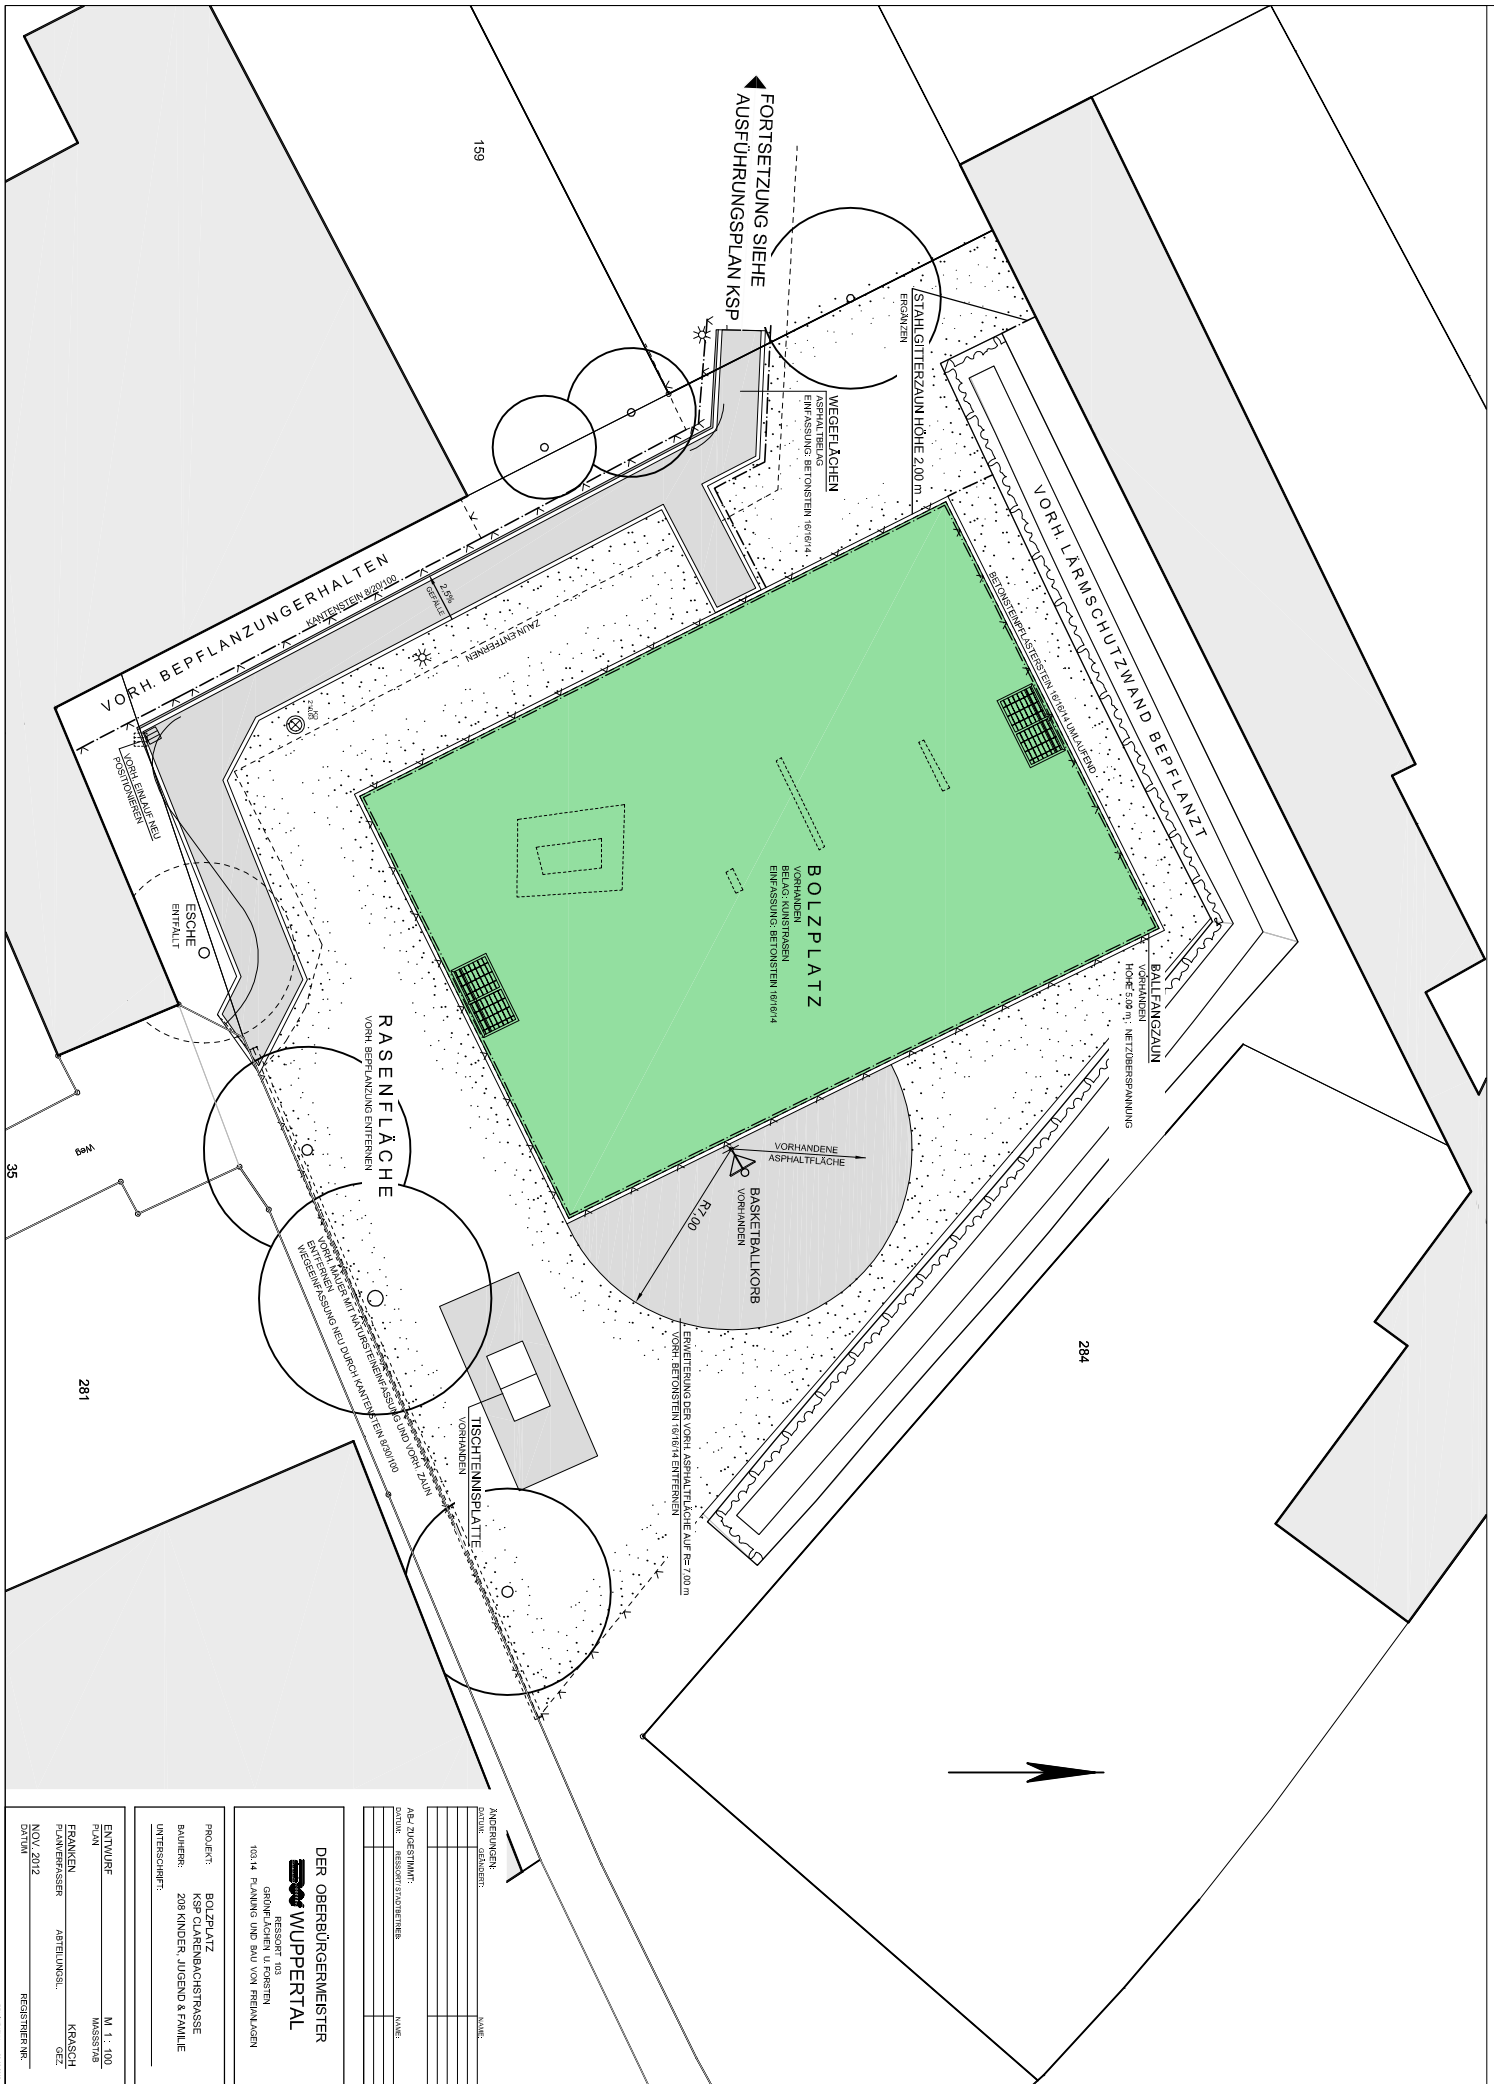 159
FORTSETZUNG SIEHE
AUSFÜHRUNGSPLAN KSP
STAHLGITTERZAUN HÖHE 2,00 m
ERGÄNZEN
WEGEFLÄCHEN
ASPHALTBELAG
EINFASSUNG: BETONSTEIN 16/16/14
VORH. LÄRMSCHUTZWAND BEPFLANZT
BETONSTEINPFLASTERSTEIN 16/16/14 UMLAUFEND
VORH. BEPFLANZUNG ERHALTEN
KANTENSTEIN 8/20/100
2.5%
GEFÄLLE
ZAUN ENTFERNEN
VORH. EINLAUF NEU
POSITIONIEREN
ESCHE
ENTFÄLLT
BOLZPLATZ
VORHANDEN
BELAG: KUNSTRASEN
EINFASSUNG: BETONSTEIN 16/16/14
BALLFANGZAUN
VORHANDEN
HÖHE 5,00 m ; NETZÜBERSPANNUNG
RASENFLÄCHE
VORH. BEPFLANZUNG ENTFERNEN
VORHANDENE
ASPHALTFLÄCHE
R7.00
BASKETBALLKORB
VORHANDEN
Weg
35
281
284
VORH. MAUER MIT NATURSTEINEINFASSUNG UND VORH. ZAUN
ENTFERNEN
WEGEEINFASSUNG NEU DURCH KANTENSTEIN 8/30/100
TISCHTENNISPLATTE
VORHANDEN
ERWEITERUNG DER VORH. ASPHALTFLÄCHE AUF R= 7,00 m
VORH. BETONSTEIN 16/16/14 ENTFERNEN
ÄNDERUNGEN:
DATUM: GEÄNDERT: NAME:
AB-/ ZUGESTIMMT:
DATUM: RESSORT/STADTBETRIEB: NAME:
DER OBERBÜRGERMEISTER
WUPPERTAL
RESSORT 103
GRÜNFLÄCHEN U. FORSTEN
103.14 PLANUNG UND BAU VON FREIANLAGEN
PROJEKT: BOLZPLATZ
KSP CLARENBACHSTRASSE
BAUHERR: 208 KINDER, JUGEND & FAMILIE
UNTERSCHRIFT:
ENTWURF M 1 : 100
PLAN MASSSTAB
FRANKEN KRASCH
PLANVERFASSER ABTEILUNGSL. GEZ.
NOV. 2012
DATUM REGISTRIER NR.